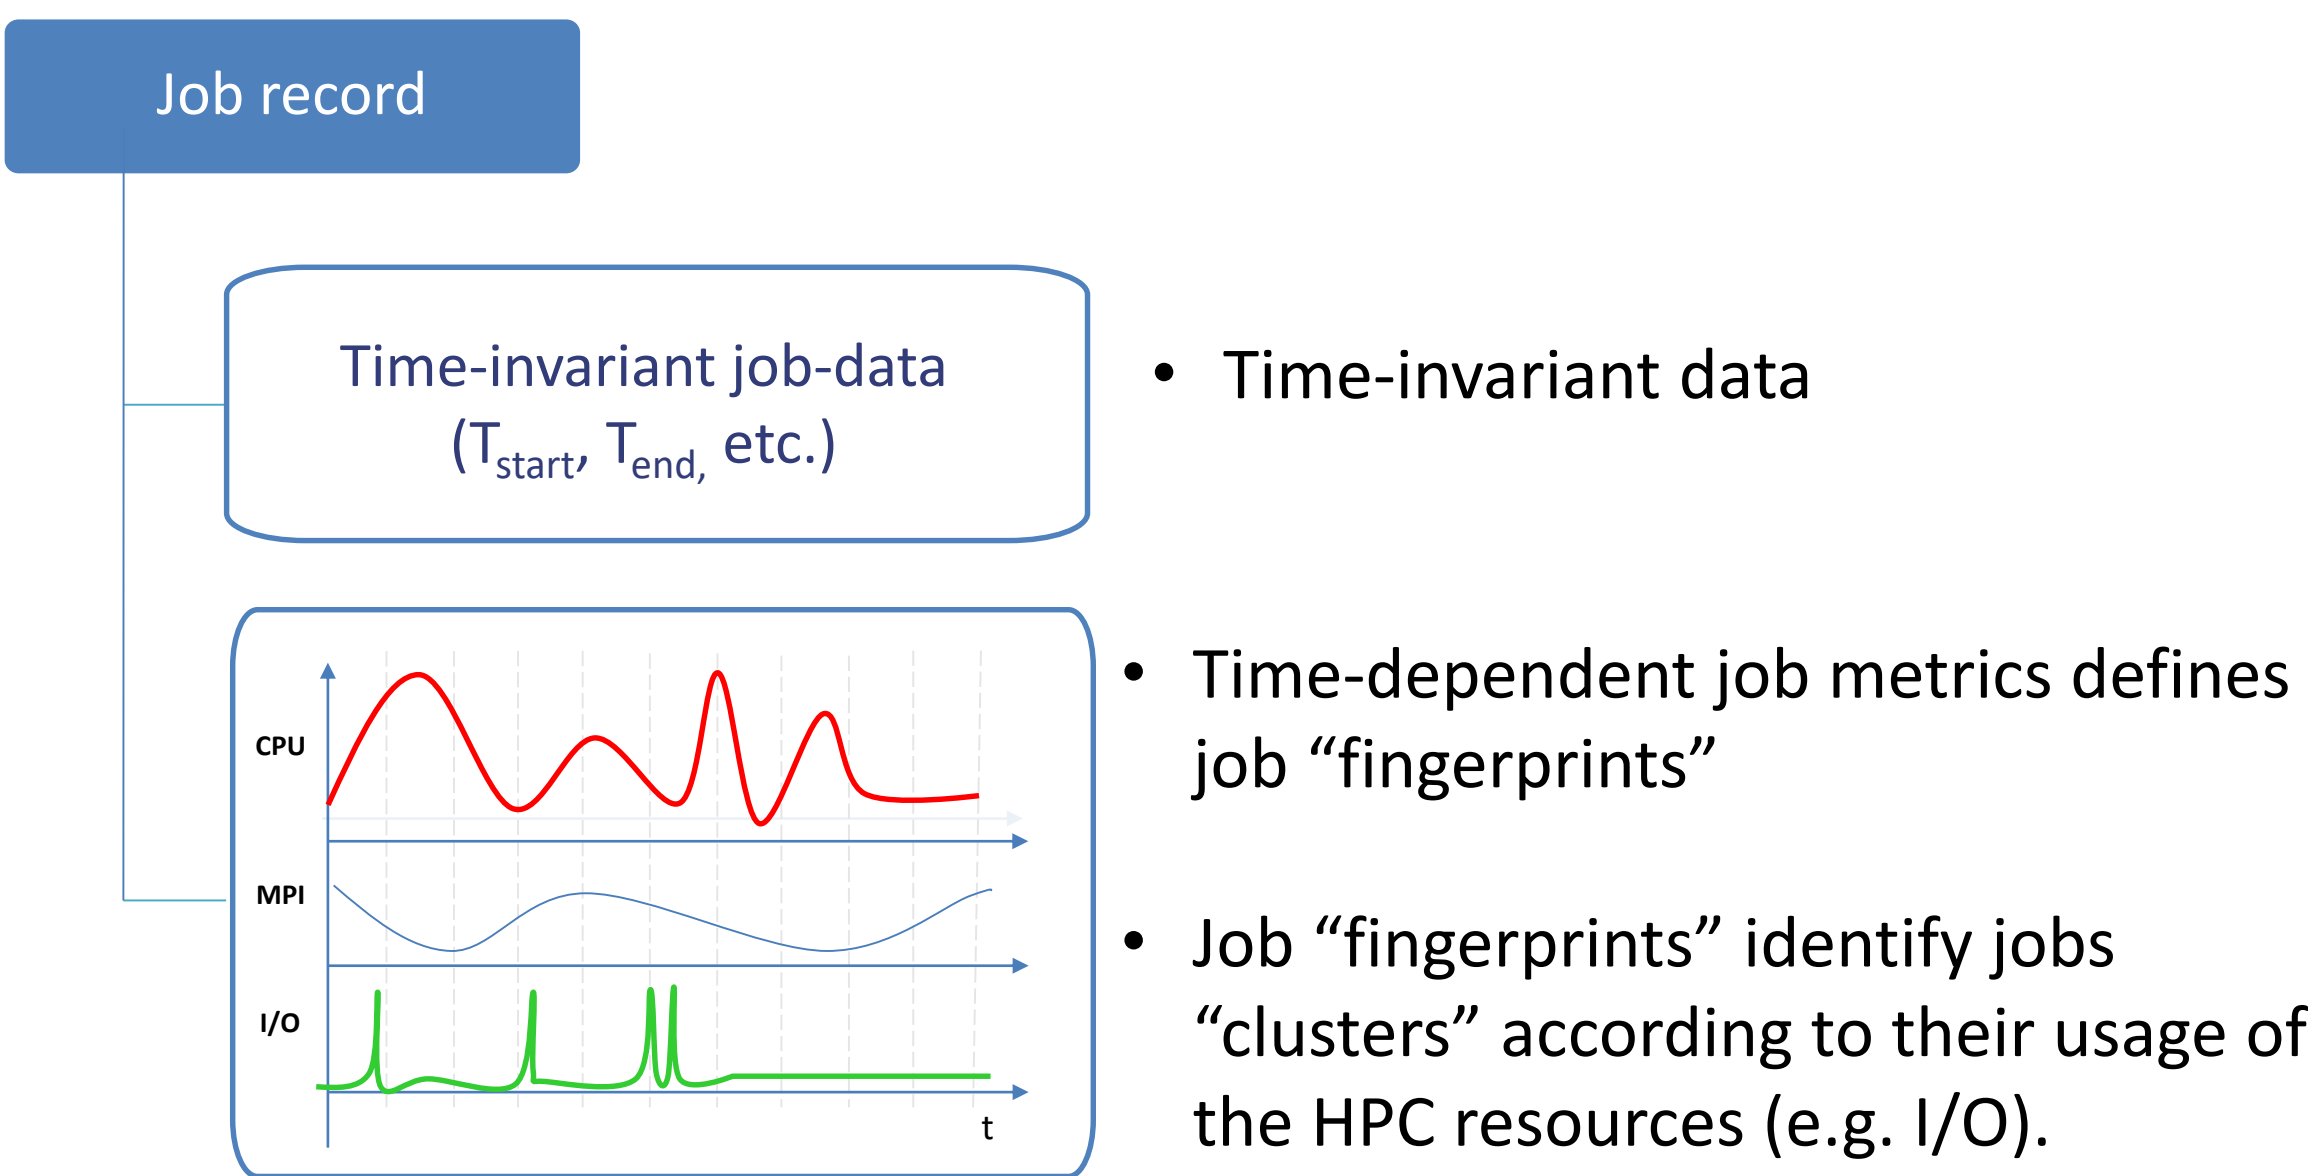 Job record
Time-invariant job-data
(Tstart, Tend, etc.)
• Time-invariant data
CPU
MPI
I/O
t
• Time-dependent job metrics defines
job “fingerprints”
• Job “fingerprints” identify jobs
“clusters” according to their usage of
the HPC resources (e.g. I/O).